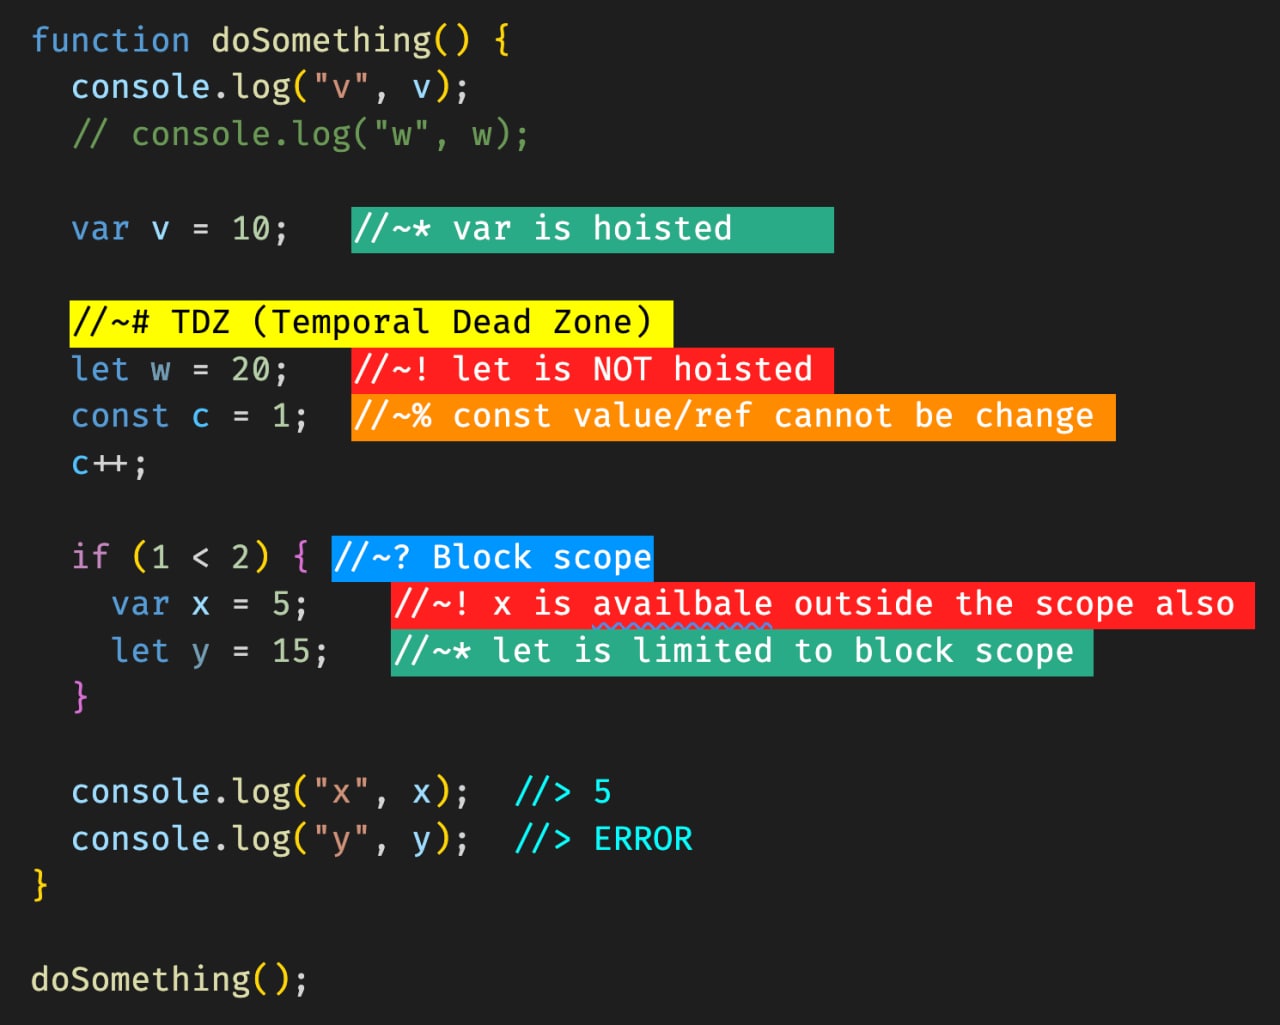 function doSomething() {
console.log("v", v);
// console.log("w", w);
var v = 10; //~* var is hoisted
//~# TDZ (Temporal Dead Zone)
let w = 20; //~! let is NOT hoisted
const c = 1; //~% const value/ref cannot be change
c++;
if (1 < 2) { //~? Block scope
var x = 5; //~! x is availbale outside the scope also
let y = 15; //~* let is limited to block scope
}
console.log("x", x); //> 5
console.log("y", y); //> ERROR
}
doSomething();